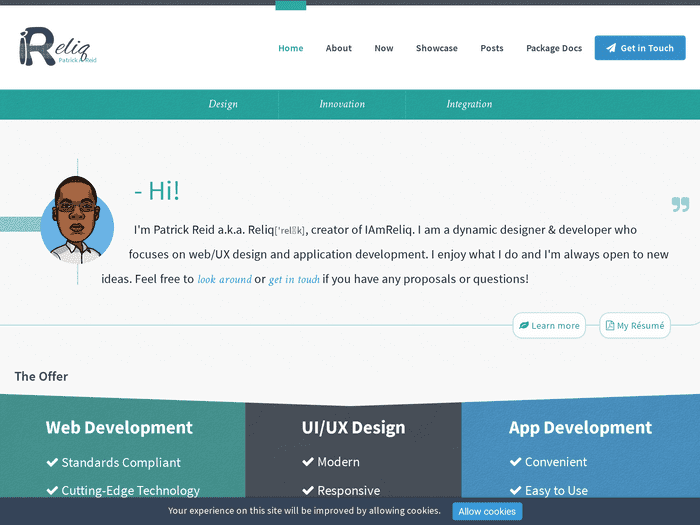 iReliq
Patrick A. Reid
Home About Now Showcase Posts Package Docs Get in Touch
Design Innovation Integration
- Hi!
I'm Patrick Reid a.k.a. Reliq['rel▯k], creator of IAmReliq. I am a dynamic designer & developer who
focuses on web/UX design and application development. I enjoy what I do and I'm always open to new
ideas. Feel free to look around or get in touch if you have any proposals or questions!
Learn more My Résumé
The Offer
Web Development UI/UX Design App Development
Standards Compliant Modern Convenient
Cutting-Edge Technology Responsive Easy to Use
Your experience on this site will be improved by allowing cookies. Allow cookies